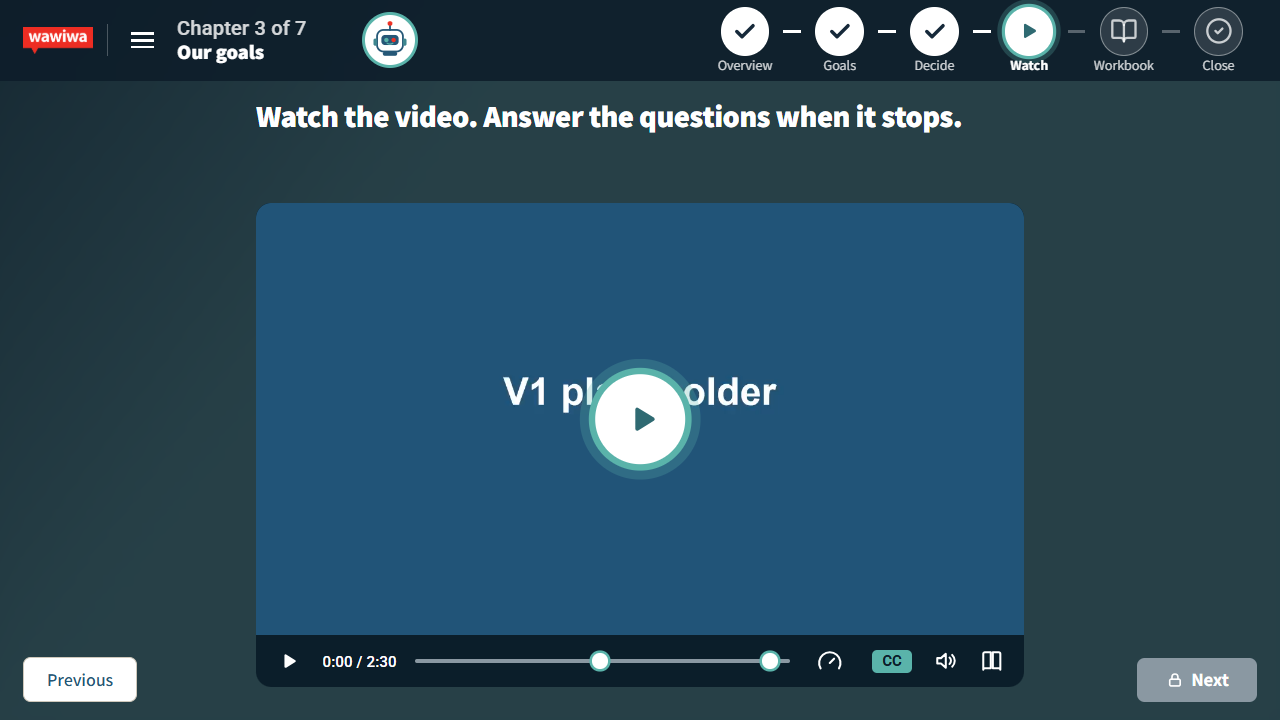 wawiwa
Chapter 3 of 7
Our goals
Overview
Goals
Decide
Watch
Workbook
Close
Watch the video. Answer the questions when it stops.
V1 pla older
0:00 / 2:30
CC
Previous
Next